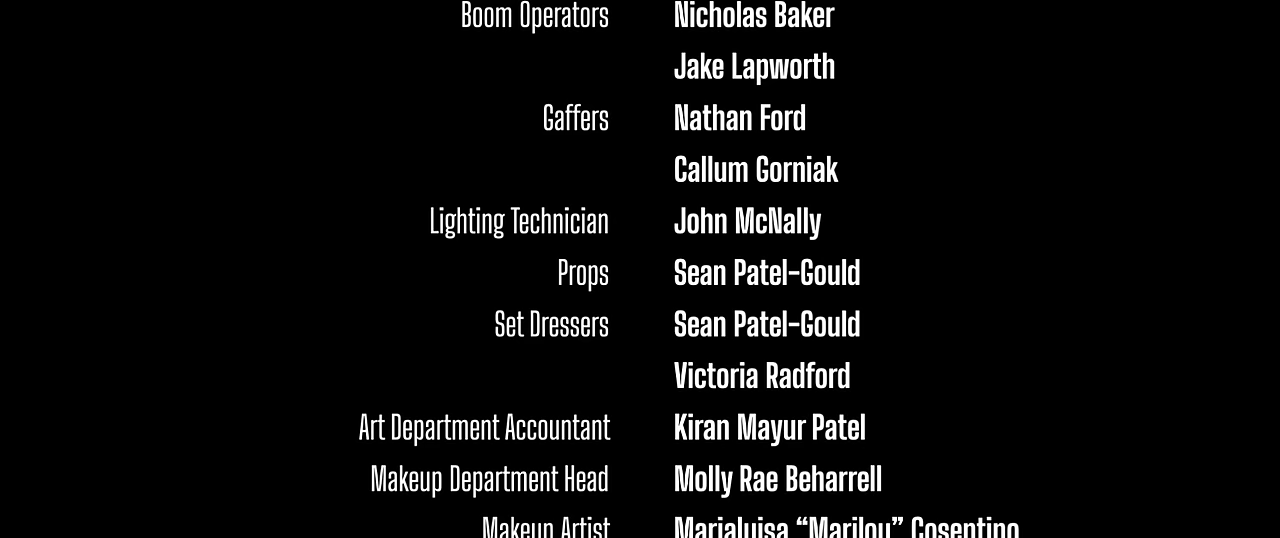 Boom Operators Nicholas Baker
Jake Lapworth
Gaffers Nathan Ford
Callum Gorniak
Lighting Technician John McNally
Props Sean Patel-Gould
Set Dressers Sean Patel-Gould
Victoria Radford
Art Department Accountant Kiran Mayur Patel
Makeup Department Head Molly Rae Beharrell
Makeup Artist Marialuisa “Marilou” Cosentino